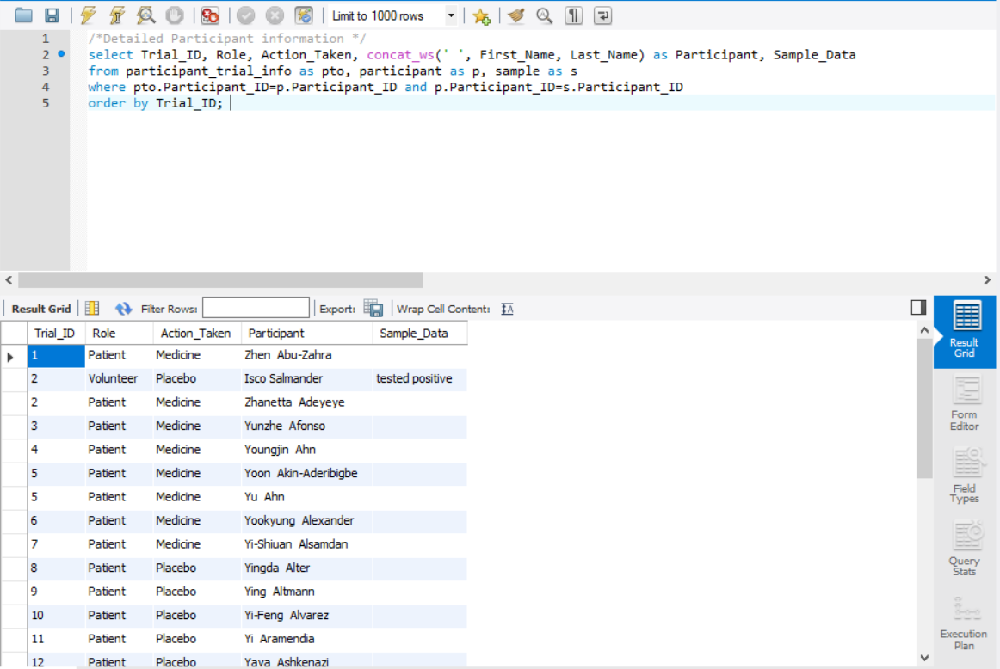 Limit to 1000 rows
1 /*Detailed Participant information */
2 select Trial_ID, Role, Action_Taken, concat_ws(' ', First_Name, Last_Name) as Participant, Sample_Data
3 from participant_trial_info as pto, participant as p, sample as s
4 where pto.Participant_ID=p.Participant_ID and p.Participant_ID=s.Participant_ID
5 order by Trial_ID;
Result Grid Filter Rows: Export: Wrap Cell Content: IA
Trial_ID Role Action_Taken Participant Sample_Data
1 Patient Medicine Zhen Abu-Zahra
2 Volunteer Placebo Isco Salmander tested positive
2 Patient Medicine Zhanetta Adeyeye
3 Patient Medicine Yunzhe Afonso
4 Patient Medicine Youngjin Ahn
5 Patient Medicine Yoon Akin-Aderibigbe
5 Patient Medicine Yu Ahn
6 Patient Medicine Yookyung Alexander
7 Patient Medicine Yi-Shiuan Alsamdan
8 Patient Placebo Yingda Alter
9 Patient Placebo Ying Altmann
10 Patient Placebo Yi-Feng Alvarez
11 Patient Placebo Yi Aramendia
12 Patient Placebo Yaya Ashkenazi
Result
Grid
Form
Editor
Field
Types
Query
Stats
Execution
Plan